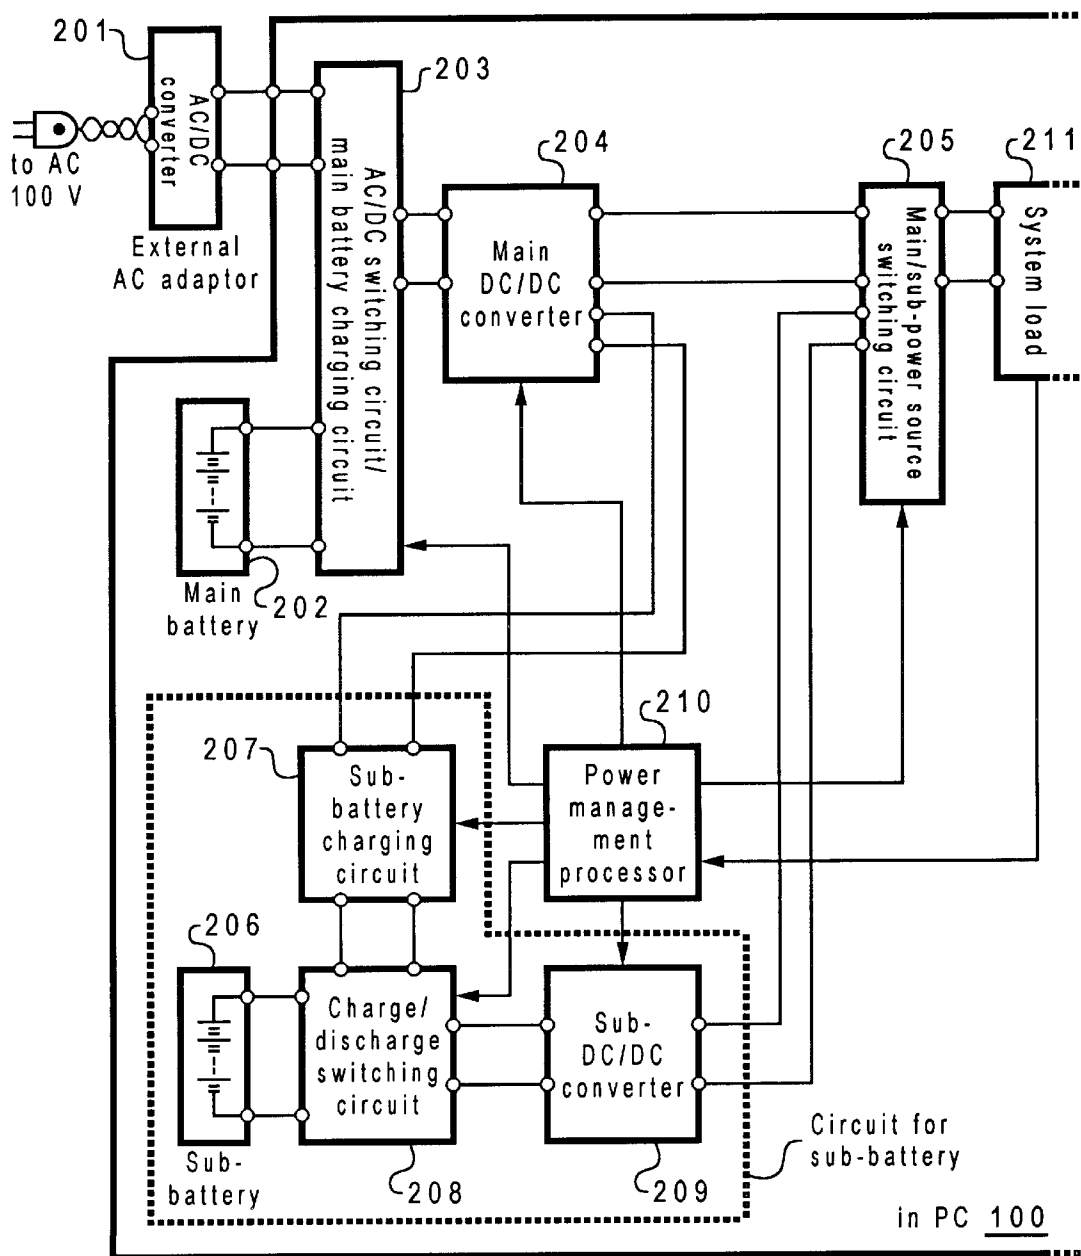 201
AC/DC
converter
to AC
100 V
External
AC adaptor
203
AC/DC switching circuit/
main battery charging circuit
204
Main
DC/DC
converter
205
Main/sub-power source
switching circuit
211
System load
Main
battery
202
210
Power
manage-
ment
processor
207
Sub-
battery
charging
circuit
206
Sub-
battery
Charge/
discharge
switching
circuit
208
Sub-
DC/DC
converter
209
Circuit for
sub-battery
in PC 100